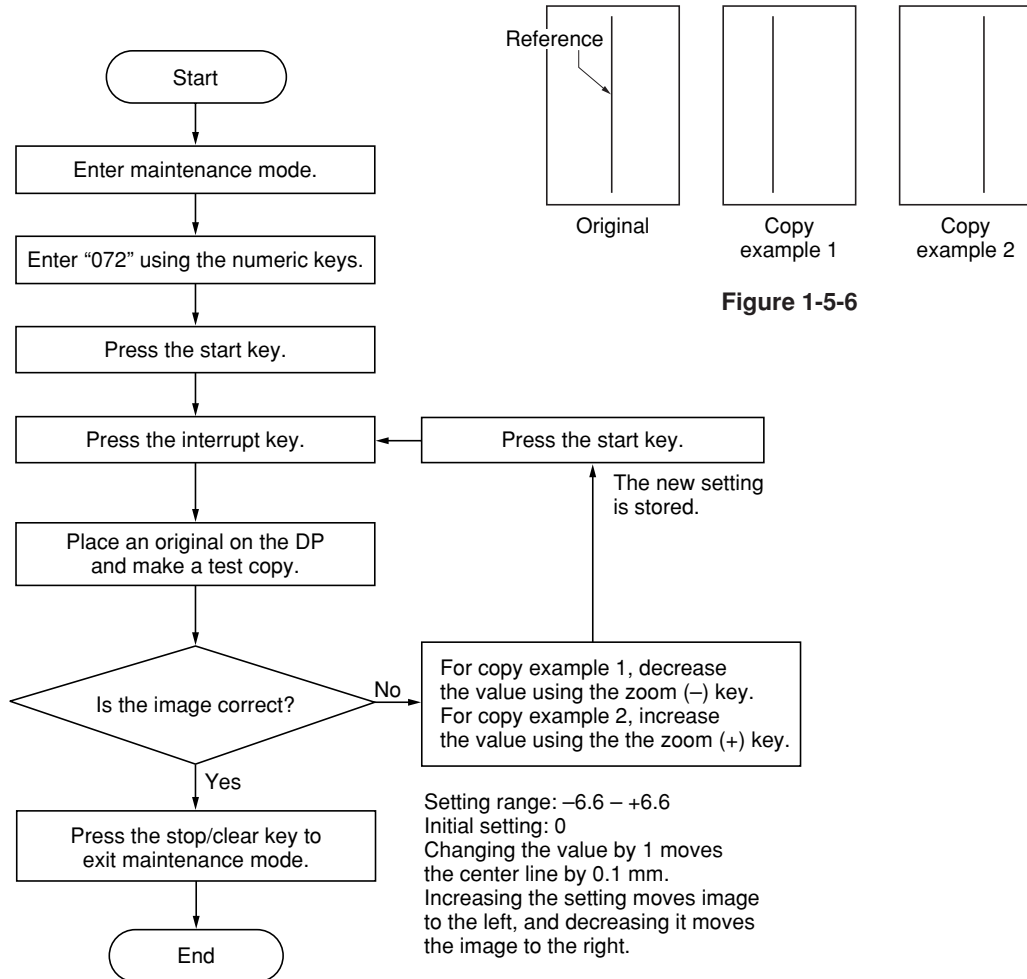 Start
Enter maintenance mode.
Enter “072” using the numeric keys.
Press the start key.
Press the interrupt key.
Press the start key.
The new setting
is stored.
Place an original on the DP
and make a test copy.
Is the image correct?
No
For copy example 1, decrease
the value using the zoom (–) key.
For copy example 2, increase
the value using the the zoom (+) key.
Yes
Press the stop/clear key to
exit maintenance mode.
End
Setting range: –6.6 – +6.6
Initial setting: 0
Changing the value by 1 moves
the center line by 0.1 mm.
Increasing the setting moves image
to the left, and decreasing it moves
the image to the right.
Reference
Original
Copy
example 1
Copy
example 2
Figure 1-5-6